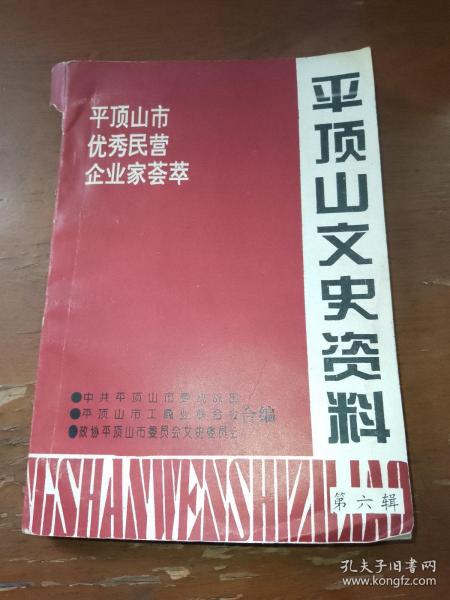 平顶山市
优秀民营
企业家荟萃
平顶山文史资料
●中共平顶山市委统战部
●平顶山市工商业联合会
●政协平顶山市委员会文史委员会
合编
NGSHANWENSHIZILIAO
第六辑
孔夫子旧书网
www.kongfz.com